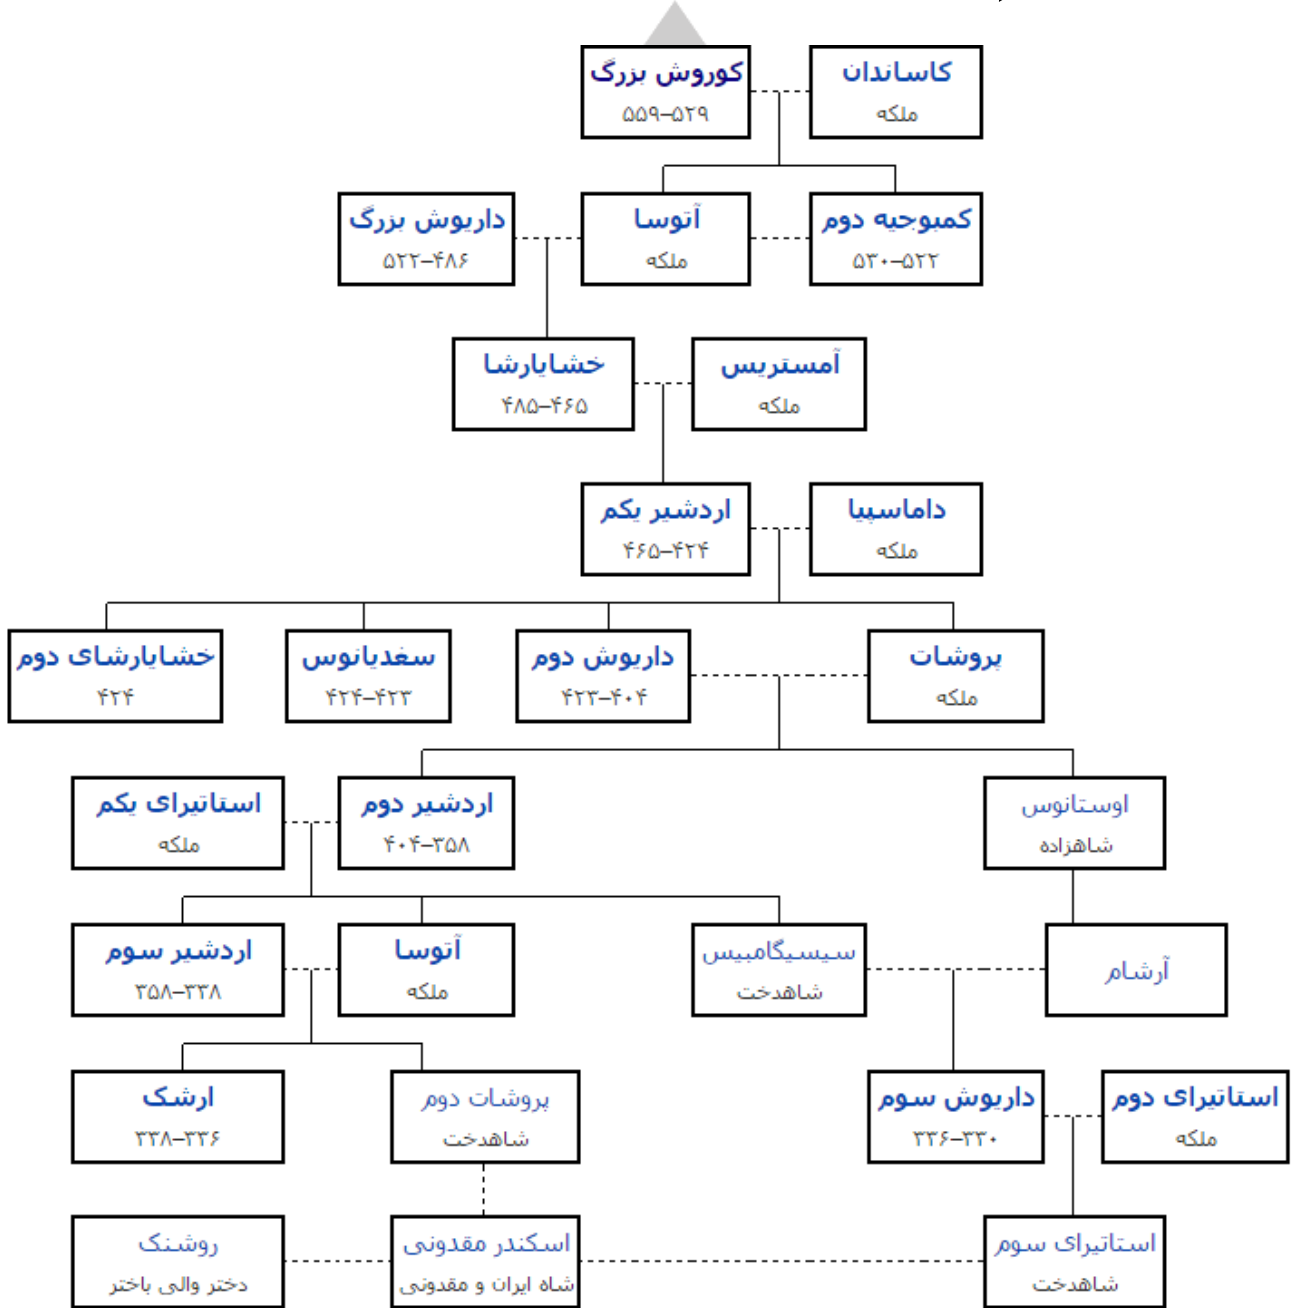 کاساندان
ملکه
کوروش بزرگ
۵۵۹–۵۲۹
کمبوجیه دوم
۵۳۰–۵۲۲
آتوسا
ملکه
داریوش بزرگ
۵۲۲–۴۸۶
آمستریس
ملکه
خشایارشا
۴۸۵–۴۶۵
داماسپیا
ملکه
اردشیر یکم
۴۶۵–۴۲۴
پروشات
ملکه
داریوش دوم
۴۲۳–۴۰۴
سغدیانوس
۴۲۴–۴۲۳
خشایارشای دوم
۴۲۴
اوستانوس
شاهزاده
اردشیر دوم
۴۰۴–۳۵۸
استاتیرای یکم
ملکه
آرشام
سیسیگامبیس
شاهدخت
آتوسا
ملکه
اردشیر سوم
۳۵۸–۳۳۸
استاتیرای دوم
ملکه
داریوش سوم
۳۳۶–۳۳۰
پروشات دوم
شاهدخت
ارشک
۳۳۸–۳۳۶
استاتیرای سوم
شاهدخت
اسکندر مقدونی
شاه ایران و مقدونی
روشنک
دختر والی باختر